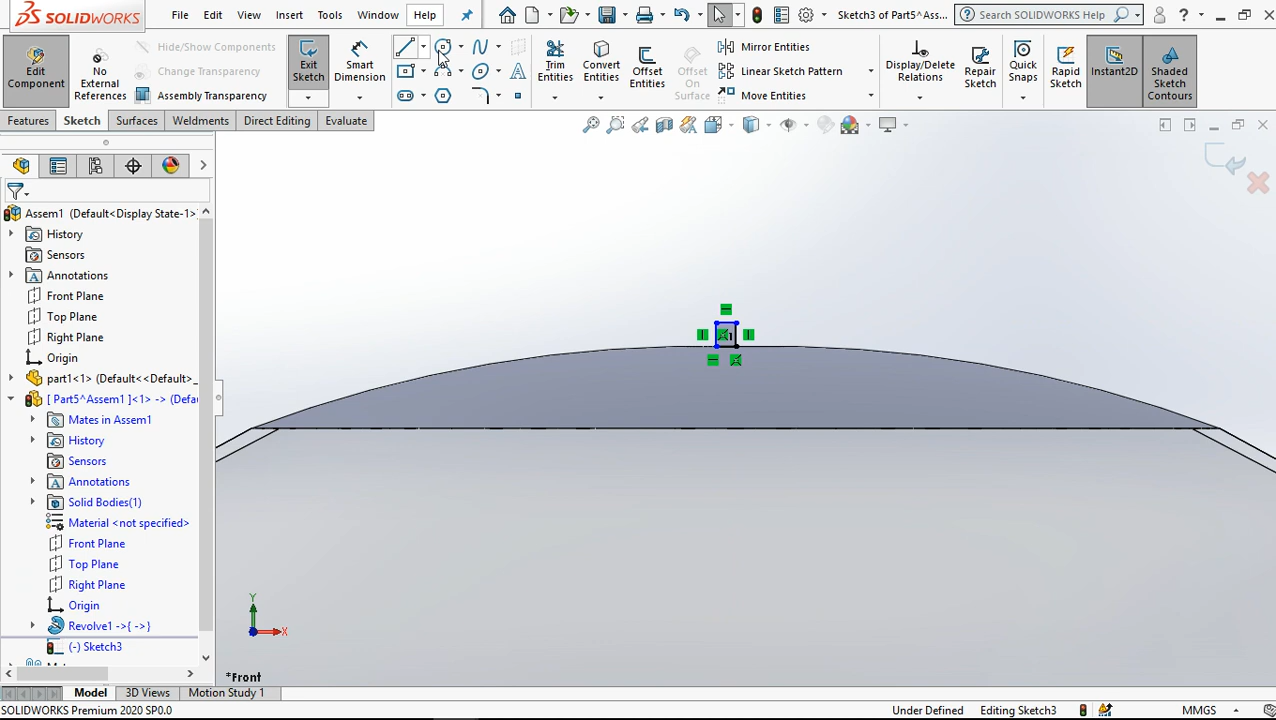 SOLIDWORKS
File
Edit
View
Insert
Tools
Window
Help
Sketch3 of Part5^Ass...
Search SOLIDWORKS Help
?
Edit Component
No External References
Hide/Show Components
Change Transparency
Assembly Transparency
Exit Sketch
Smart Dimension
Trim Entities
Convert Entities
Offset Entities
Offset On Surface
Mirror Entities
Linear Sketch Pattern
Move Entities
Display/Delete Relations
Repair Sketch
Quick Snaps
Rapid Sketch
Instant2D
Shaded Sketch Contours
Features
Sketch
Surfaces
Weldments
Direct Editing
Evaluate
Assem1 (Default<Display State-1>
History
Sensors
Annotations
Front Plane
Top Plane
Right Plane
Origin
part1<1> (Default<<Default>_
[ Part5^Assem1 ]<1> -> (Defau
Mates in Assem1
History
Sensors
Annotations
Solid Bodies(1)
Material <not specified>
Front Plane
Top Plane
Right Plane
Origin
Revolve1 ->{ ->}
(-) Sketch3
Y
X
*Front
Model
3D Views
Motion Study 1
SOLIDWORKS Premium 2020 SP0.0
Under Defined
Editing Sketch3
MMGS